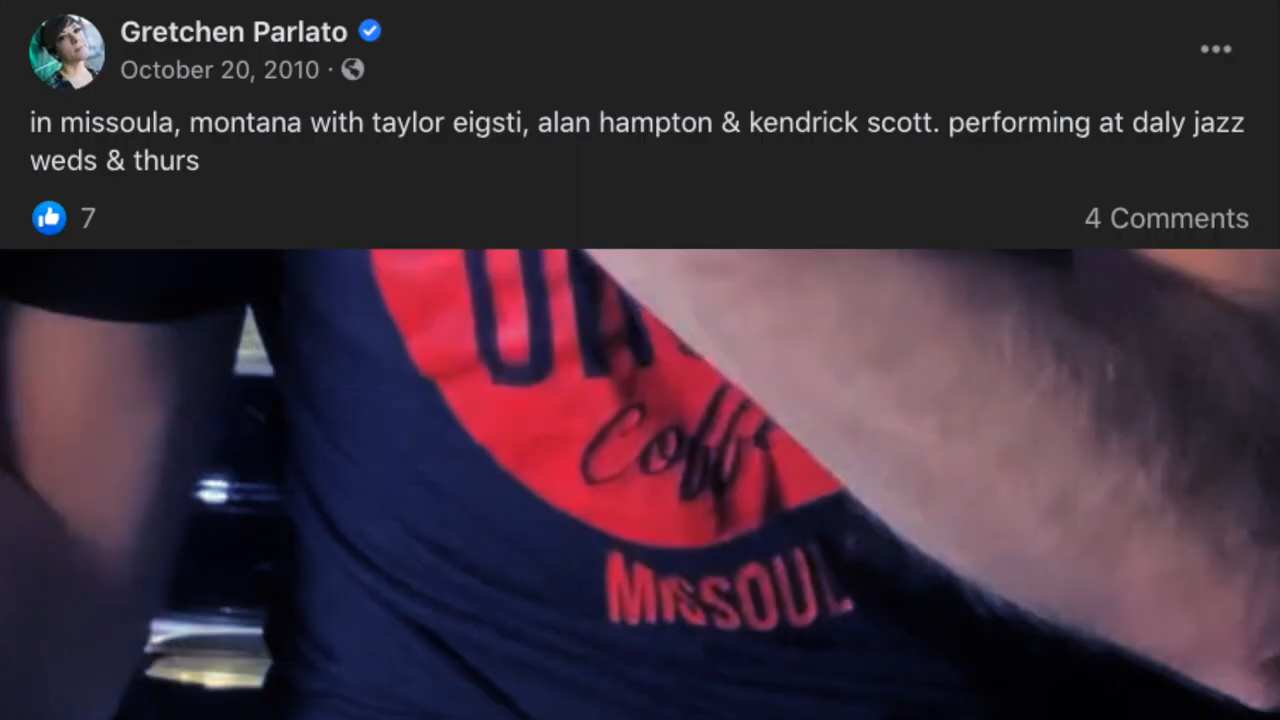 Gretchen Parlato
October 20, 2010 ·
in missoula, montana with taylor eigsti, alan hampton & kendrick scott. performing at daly jazz
weds & thurs
7
4 Comments
Coff
MISSOUL